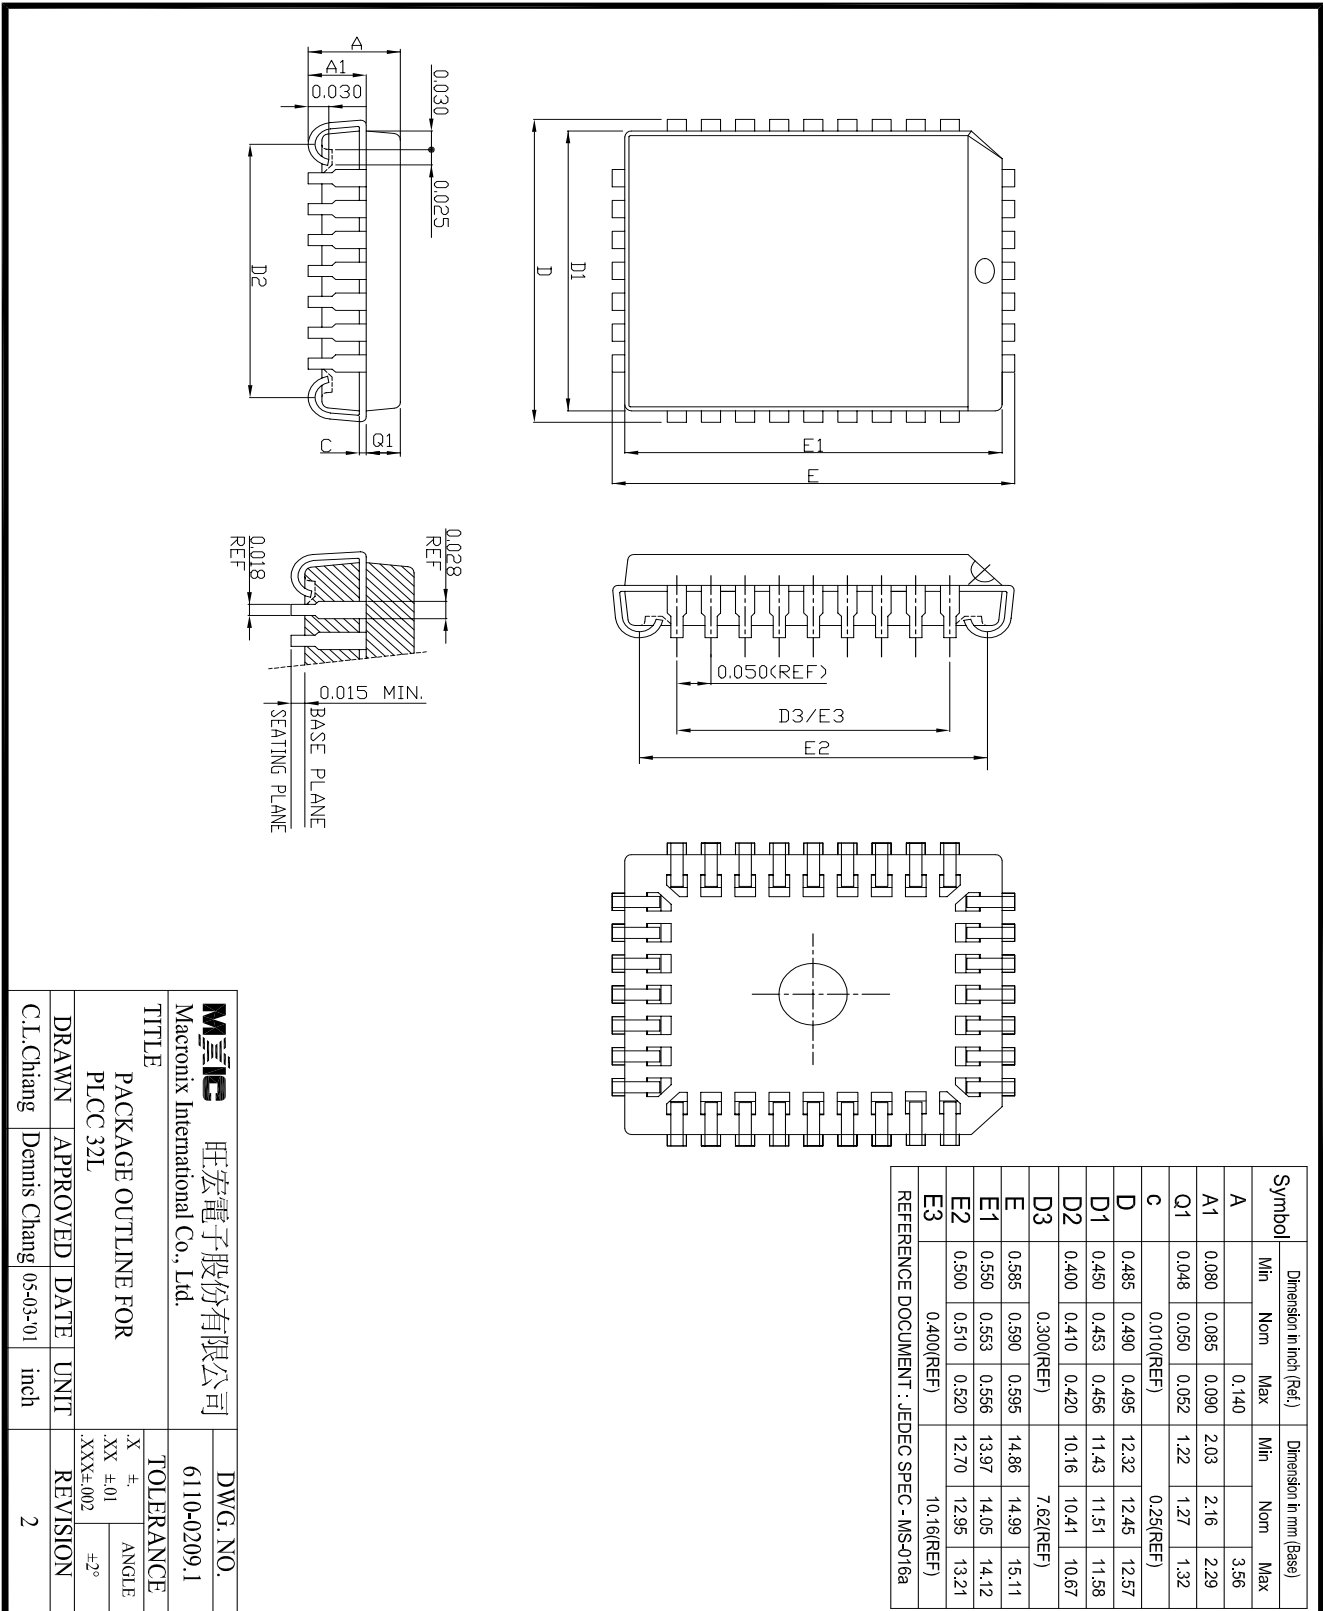 A
A1
0.030
0.030
0.025
D2
C
Q1
D
D1
E1
E
0.018
REF
0.028
REF
0.015 MIN.
BASE PLANE
SEATING PLANE
0.050(REF)
D3/E3
E2
Symbol Dimension in inch (Ref.) Dimension in mm (Base)
Min Nom Max Min Nom Max
A 0.140 3.56
A1 0.080 0.085 0.090 2.03 2.16 2.29
Q1 0.048 0.050 0.052 1.22 1.27 1.32
C 0.010(REF) 0.25(REF)
D 0.485 0.490 0.495 12.32 12.45 12.57
D1 0.450 0.453 0.456 11.43 11.51 11.58
D2 0.400 0.410 0.420 10.16 10.41 10.67
D3 0.300(REF) 7.62(REF)
E 0.585 0.590 0.595 14.86 14.99 15.11
E1 0.550 0.553 0.556 13.97 14.05 14.12
E2 0.500 0.510 0.520 12.70 12.95 13.21
E3 0.400(REF) 10.16(REF)
REFERENCE DOCUMENT : JEDEC SPEC - MS-016a
MXIC 旺宏電子股份有限公司
Macronix International Co., Ltd.
DWG. NO.
6110-0209.1
TITLE
PACKAGE OUTLINE FOR
PLCC 32L
TOLERANCE
.X ±.
.XX ±.01
.XXX±.002
ANGLE
±2°
DRAWN APPROVED DATE UNIT REVISION
C.L.Chiang Dennis Chang 05-03-'01 inch 2